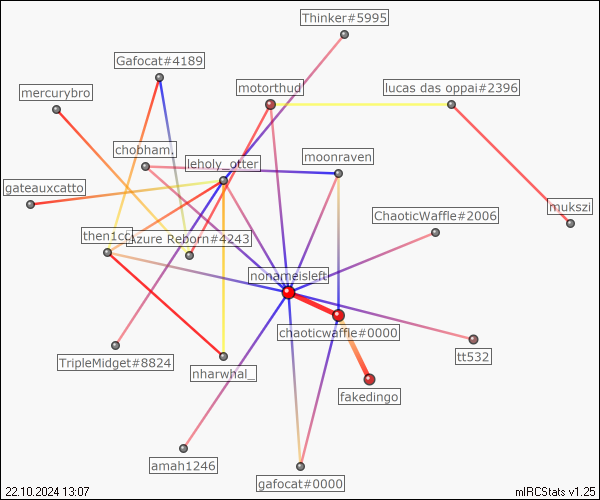 Thinker#5995
Gafocat#4189
mercurybro
motorthud
lucas das oppai#2396
chobham.
leholy_otter
moonraven
gateauxcatto
mukszi
ChaoticWaffle#2006
then1cc
Azure Reborn#4243
nonameisleft
chaoticwaffle#0000
tt532
TripleMidget#8824
nharwhal_
fakedingo
amah1246
gafocat#0000
22.10.2024 13:07
mIRCStats v1.25